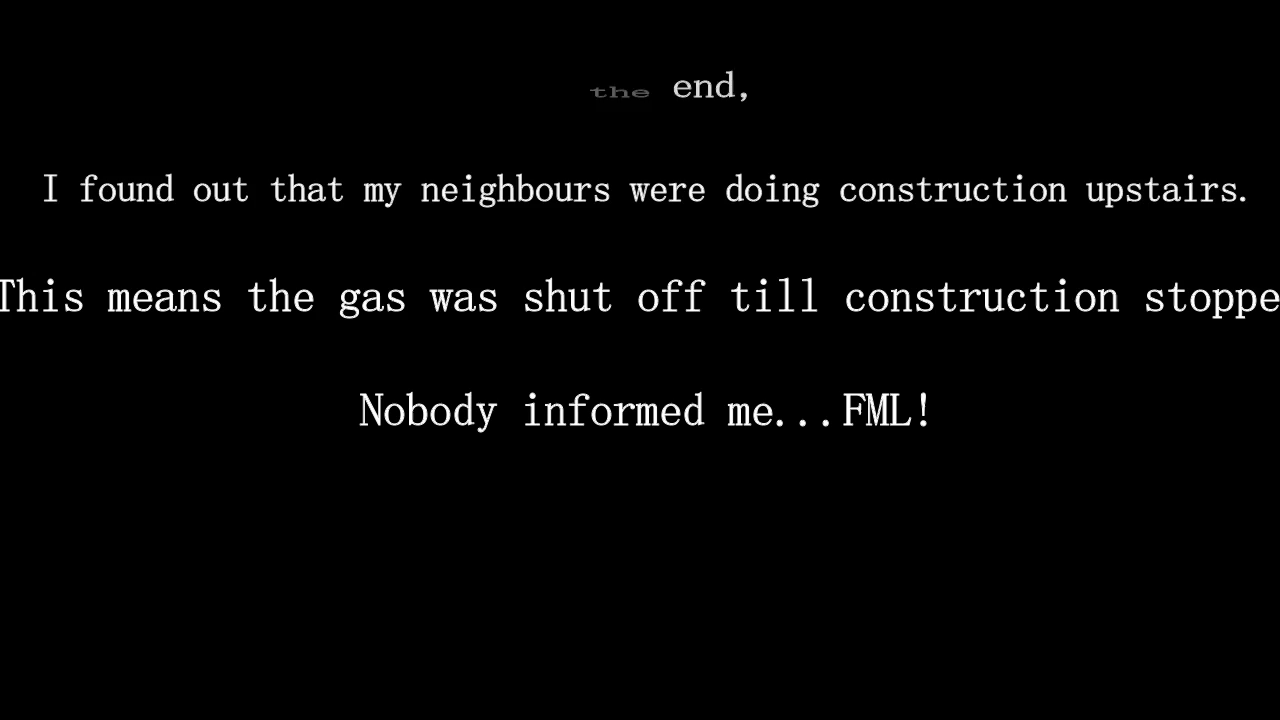 the end,
I found out that my neighbours were doing construction upstairs.
This means the gas was shut off till construction stoppe
Nobody informed me...FML!